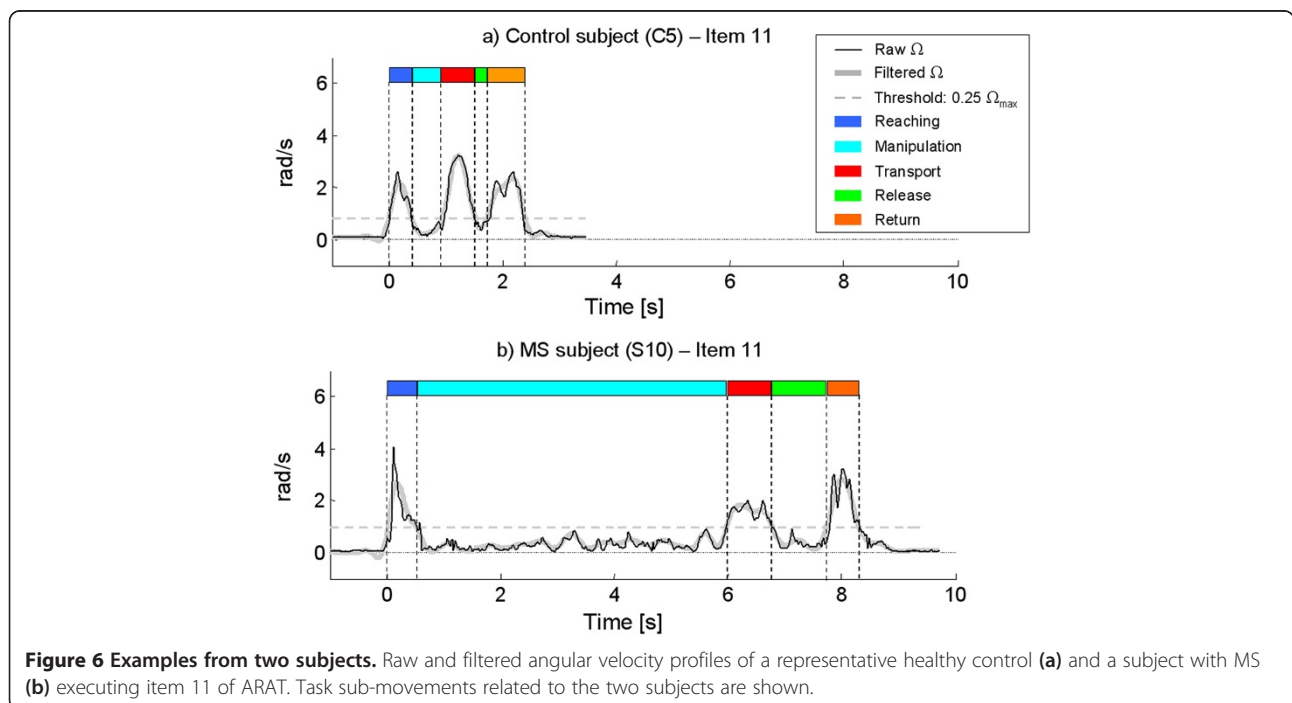 a) Control subject (C5) – Item 11
Raw Ω
Filtered Ω
Threshold: 0.25 Ωmax
Reaching
Manipulation
Transport
Release
Return
rad/s
6
4
2
0
0 2 4 6 8 10
Time [s]
b) MS subject (S10) – Item 11
rad/s
6
4
2
0
0 2 4 6 8 10
Time [s]
Figure 6 Examples from two subjects. Raw and filtered angular velocity profiles of a representative healthy control (a) and a subject with MS
(b) executing item 11 of ARAT. Task sub-movements related to the two subjects are shown.